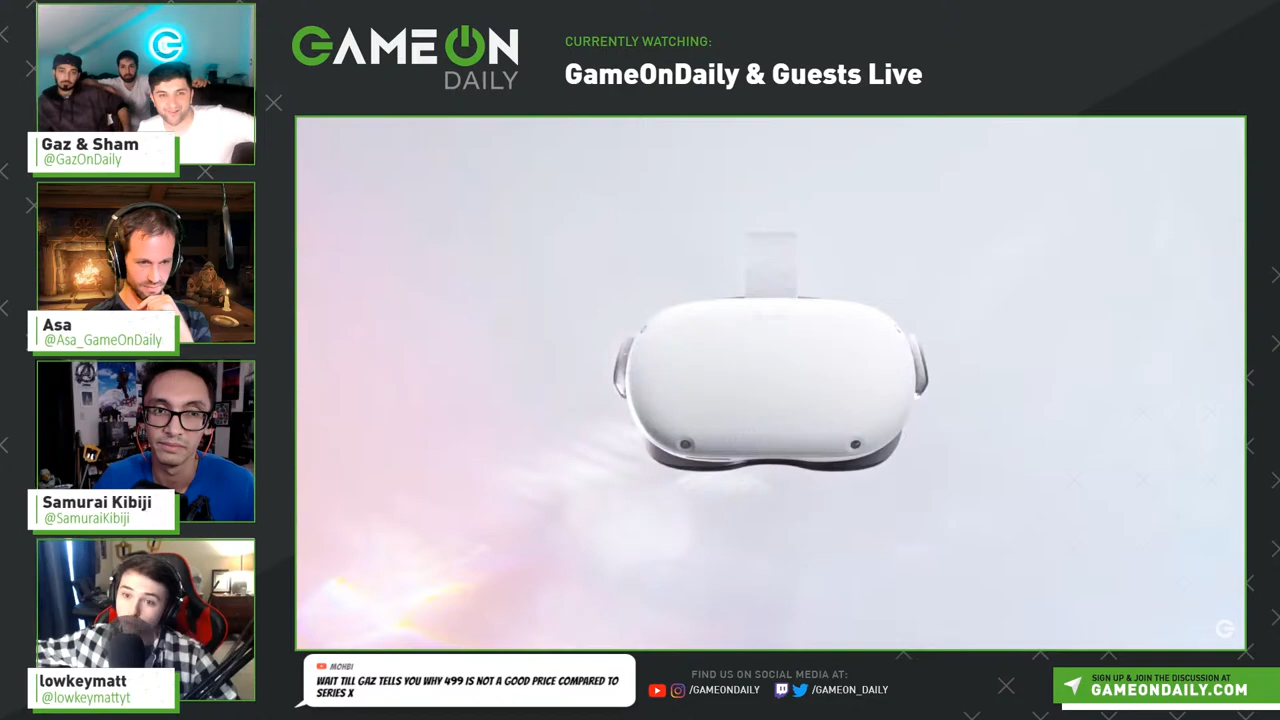 GAMEON
DAILY
CURRENTLY WATCHING:
GameOnDaily & Guests Live
Gaz & Sham
@GazOnDaily
Asa
@Asa_GameOnDaily
Samurai Kibiji
@SamuraiKibiji
lowkeymatt
@lowkeymattyt
MOHBI
WAIT TILL GAZ TELLS YOU WHY 499 IS NOT A GOOD PRICE COMPARED TO
SERIES X
FIND US ON SOCIAL MEDIA AT:
/GAMEONDAILY
/GAMEON_DAILY
SIGN UP & JOIN THE DISCUSSION AT
GAMEONDAILY.COM